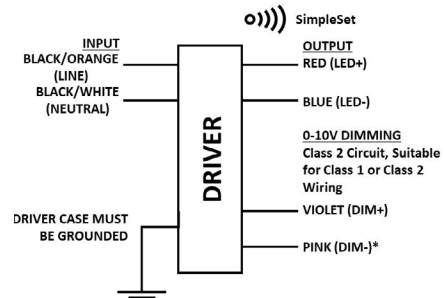 SimpleSet
INPUT
BLACK/ORANGE
(LINE)
BLACK/WHITE
(NEUTRAL)
DRIVER CASE MUST
BE GROUNDED
DRIVER
OUTPUT
RED (LED+)
BLUE (LED-)
0-10V DIMMING
Class 2 Circuit, Suitable
for Class 1 or Class 2
Wiring
VIOLET (DIM+)
PINK (DIM-)*